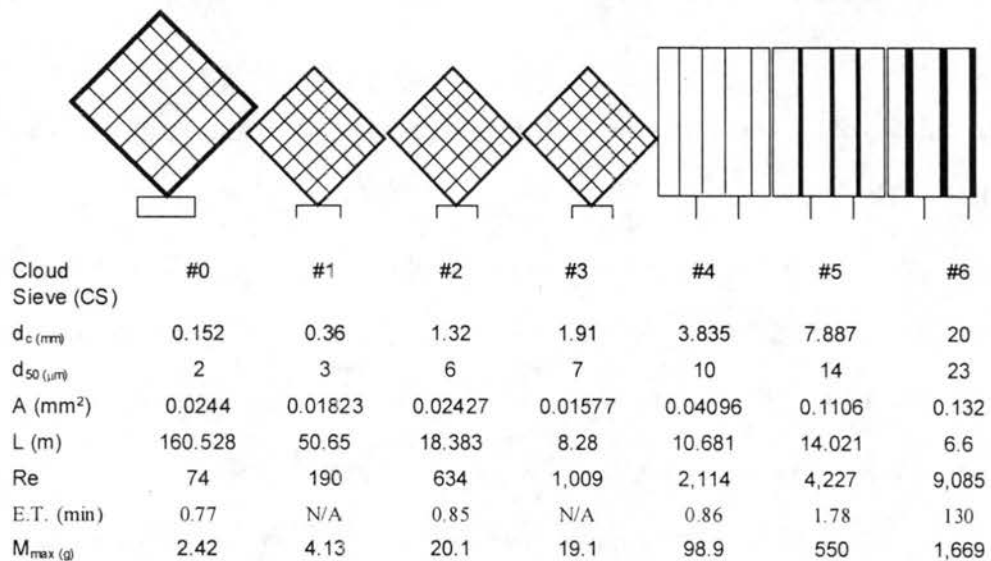 Cloud #0 #1 #2 #3 #4 #5 #6
Sieve (CS)
dc (mm) 0.152 0.36 1.32 1.91 3.835 7.887 20
d50 (μm) 2 3 6 7 10 14 23
A (mm²) 0.0244 0.01823 0.02427 0.01577 0.04096 0.1106 0.132
L (m) 160.528 50.65 18.383 8.28 10.681 14.021 6.6
Re 74 190 634 1,009 2,114 4,227 9,085
E.T. (min) 0.77 N/A 0.85 N/A 0.86 1.78 130
Mmax (g) 2.42 4.13 20.1 19.1 98.9 550 1,669